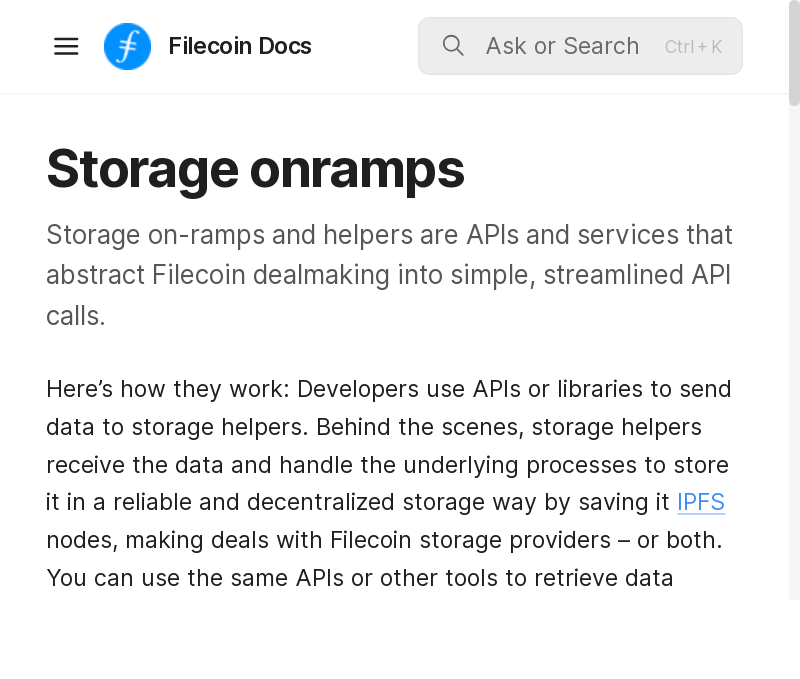 Filecoin Docs
Ask or Search
Ctrl + K
Storage onramps
Storage on-ramps and helpers are APIs and services that
abstract Filecoin dealmaking into simple, streamlined API
calls.
Here’s how they work: Developers use APIs or libraries to send
data to storage helpers. Behind the scenes, storage helpers
receive the data and handle the underlying processes to store
it in a reliable and decentralized storage way by saving it IPFS
nodes, making deals with Filecoin storage providers – or both.
You can use the same APIs or other tools to retrieve data